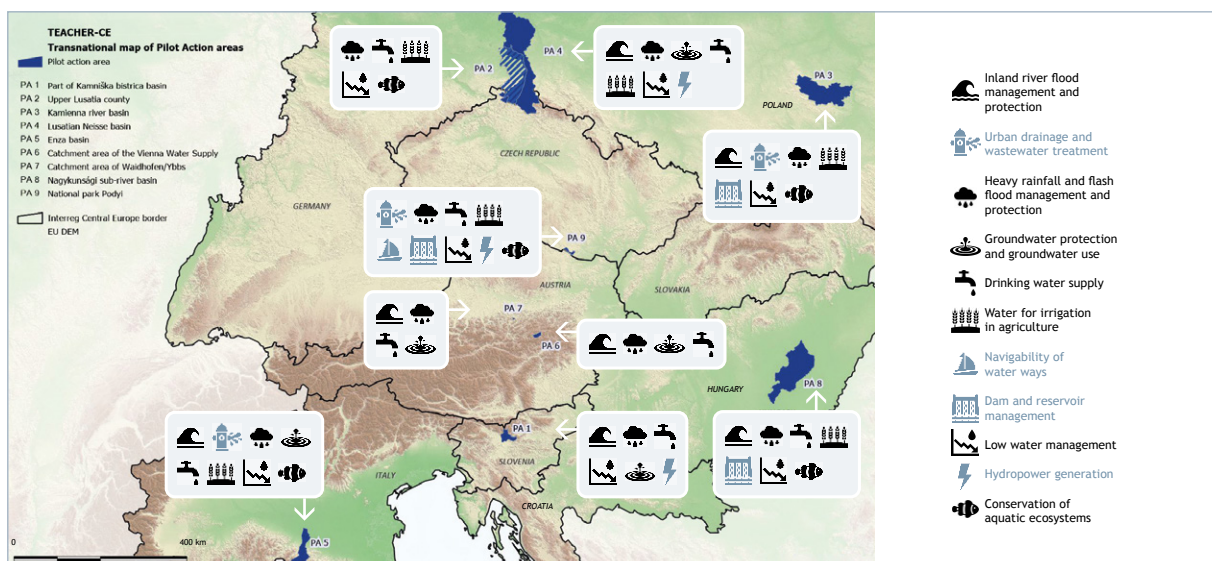 TEACHER-CE
Transnational map of Pilot Action areas
Pilot action area
PA 1 Part of Kamniška bistrica basin
PA 2 Upper Lusatia county
PA 3 Kamienna river basin
PA 4 Lusatian Neisse basin
PA 5 Enza basin
PA 6 Catchment area of the Vienna Water Supply
PA 7 Catchment area of Waidhofen/Ybbs
PA 8 Nagykunsági sub-river basin
PA 9 National park Podyi
Interreg Central Europe border
EU DEM
PA 4
PA 2
PA 3
POLAND
CZECH REPUBLIC
GERMANY
PA 9
AUSTRIA
SLOVAKIA
PA 7
PA 6
HUNGARY
PA 8
PA 1
SLOVENIA
ITALY
CROATIA
PA 5
0
400 km
Inland river flood
management and
protection
Urban drainage and
wastewater treatment
Heavy rainfall and flash
flood management and
protection
Groundwater protection
and groundwater use
Drinking water supply
Water for irrigation
in agriculture
Navigability of
water ways
Dam and reservoir
management
Low water management
Hydropower generation
Conservation of
aquatic ecosystems